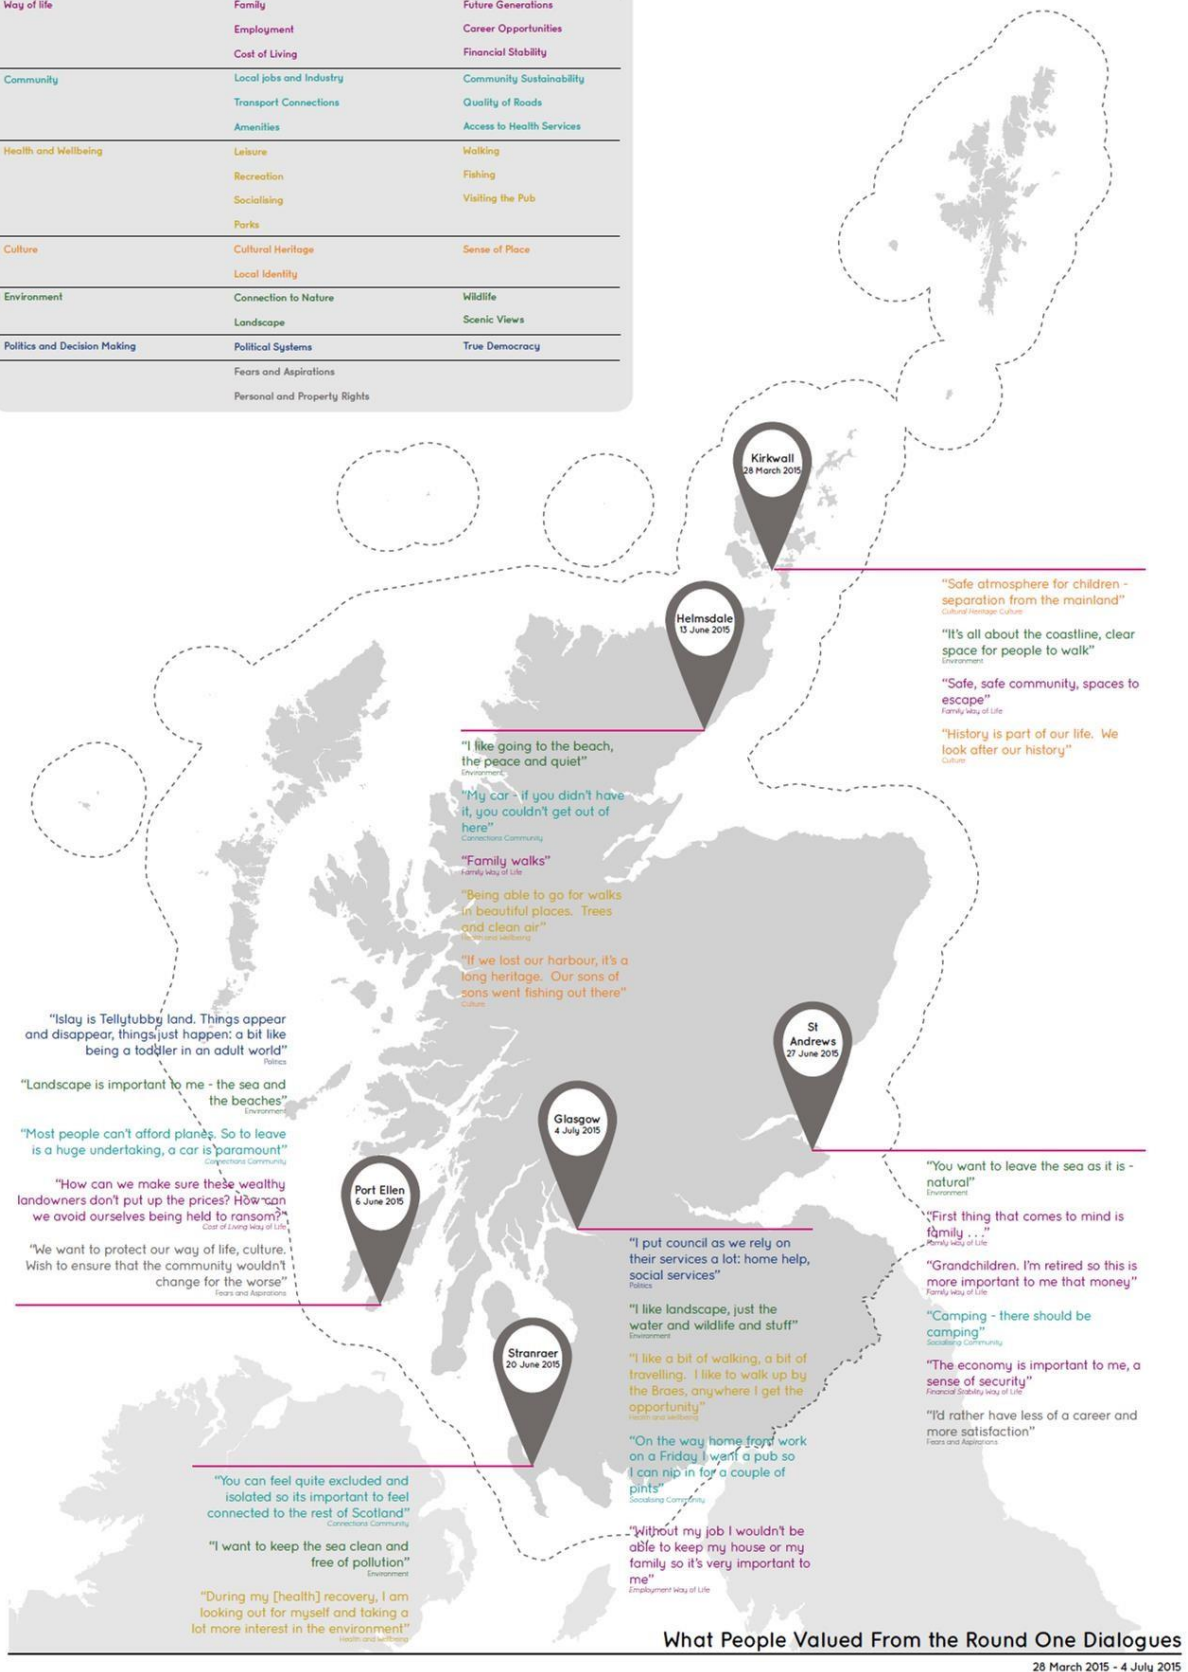 Way of life Family Future Generations
Employment Career Opportunities
Cost of Living Financial Stability
Community Local jobs and Industry Community Sustainability
Transport Connections Quality of Roads
Amenities Access to Health Services
Health and Wellbeing Leisure Walking
Recreation Fishing
Socialising Visiting the Pub
Parks
Culture Cultural Heritage Sense of Place
Local Identity
Environment Connection to Nature Wildlife
Landscape Scenic Views
Politics and Decision Making Political Systems True Democracy
Fears and Aspirations
Personal and Property Rights
Kirkwall
28 March 2015
"Safe atmosphere for children -
separation from the mainland"
Cultural Heritage Culture
"It's all about the coastline, clear
space for people to walk"
Environment
"Safe, safe community, spaces to
escape"
Family Way of Life
"History is part of our life. We
look after our history"
Culture
Helmsdale
13 June 2015
"I like going to the beach,
the peace and quiet"
Environment
"My car - if you didn't have
it, you couldn't get out of
here"
Connections Community
"Family walks"
Family Way of Life
"Being able to go for walks
in beautiful places. Trees
and clean air"
Health and Wellbeing
"If we lost our harbour, it's a
long heritage. Our sons of
sons went fishing out there"
Culture
"Islay is Tellytubby land. Things appear
and disappear, things just happen: a bit like
being a toddler in an adult world"
Politics
"Landscape is important to me - the sea and
the beaches"
Environment
"Most people can't afford planes. So to leave
is a huge undertaking, a car is paramount"
Connections Community
"How can we make sure these wealthy
landowners don't put up the prices? How can
we avoid ourselves being held to ransom?"
Cost of Living Way of Life
"We want to protect our way of life, culture.
Wish to ensure that the community wouldn't
change for the worse"
Fears and Aspirations
Port Ellen
6 June 2015
St
Andrews
27 June 2015
"You want to leave the sea as it is -
natural"
Environment
"First thing that comes to mind is
family . . ."
Family Way of Life
"Grandchildren. I'm retired so this is
more important to me that money"
Family Way of Life
"Camping - there should be
camping"
Socialising Community
"The economy is important to me, a
sense of security"
Financial Stability Way of Life
"I'd rather have less of a career and
more satisfaction"
Fears and Aspirations
Glasgow
4 July 2015
"I put council as we rely on
their services a lot: home help,
social services"
Politics
"I like landscape, just the
water and wildlife and stuff"
Environment
"I like a bit of walking, a bit of
travelling. I like to walk up by
the Braes, anywhere I get the
opportunity"
Health and Wellbeing
"On the way home from work
on a Friday I want a pub so
I can nip in for a couple of
pints"
Socialising Community
"Without my job I wouldn't be
able to keep my house or my
family so it's very important to
me"
Employment Way of Life
Stranraer
20 June 2015
"You can feel quite excluded and
isolated so its important to feel
connected to the rest of Scotland"
Connections Community
"I want to keep the sea clean and
free of pollution"
Environment
"During my [health] recovery, I am
looking out for myself and taking a
lot more interest in the environment"
Health and Wellbeing
What People Valued From the Round One Dialogues
28 March 2015 - 4 July 2015